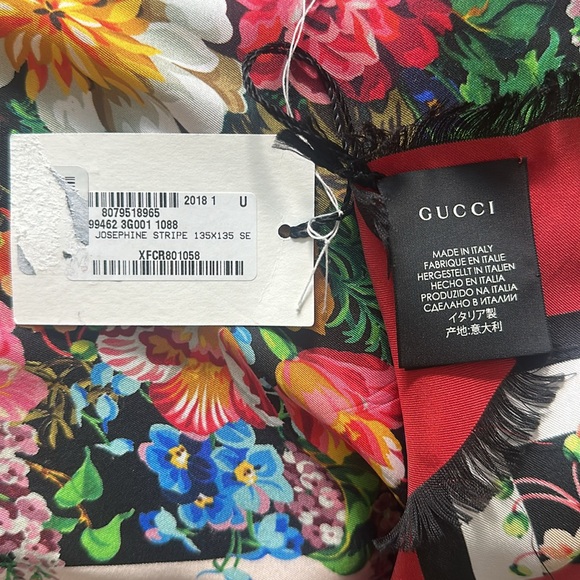 2018 1 U
8079518965
99462 3G001 1088
JOSEPHINE STRIPE 135X135 SE
XFCR801058
GUCCI
MADE IN ITALY
FABRIQUE EN ITALIE
HERGESTELLT IN ITALIEN
HECHO EN ITALIA
PRODUZIDO NA ITALIA
СДЕЛАНО В ИТАЛИИ
イタリア製
产地:意大利